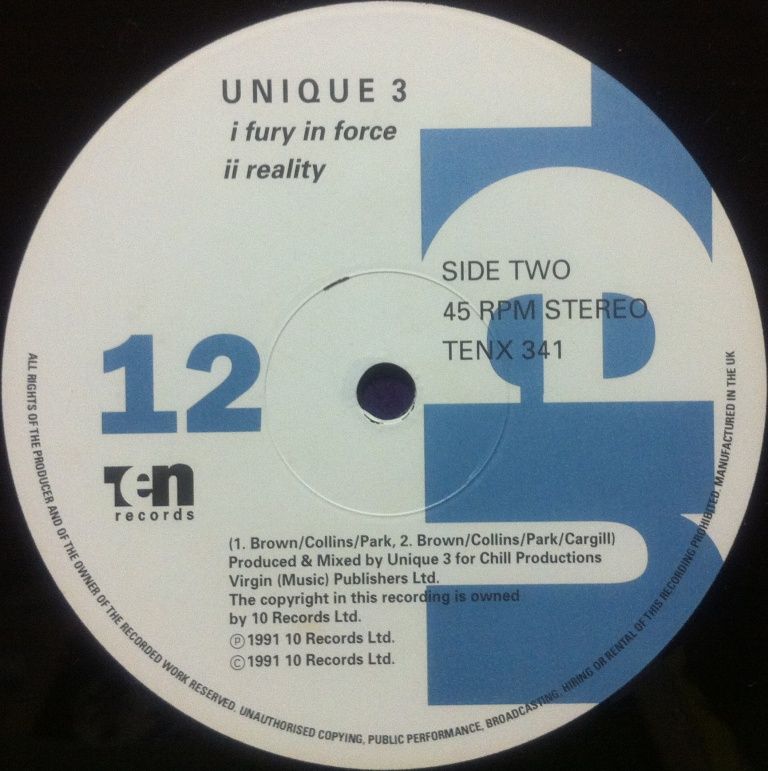 UNIQUE 3
i fury in force
ii reality
SIDE TWO
45 RPM STEREO
TENX 341
12
Ten
records
(1. Brown/Collins/Park, 2. Brown/Collins/Park/Cargill)
Produced & Mixed by Unique 3 for Chill Productions
Virgin (Music) Publishers Ltd.
The copyright in this recording is owned
by 10 Records Ltd.
℗ 1991 10 Records Ltd.
© 1991 10 Records Ltd.
ALL RIGHTS OF THE PRODUCER AND OF THE OWNER OF THE RECORDED WORK RESERVED. UNAUTHORISED COPYING, PUBLIC PERFORMANCE, BROADCASTING, HIRING OR RENTAL OF THIS RECORDING PROHIBITED. MANUFACTURED IN THE UK